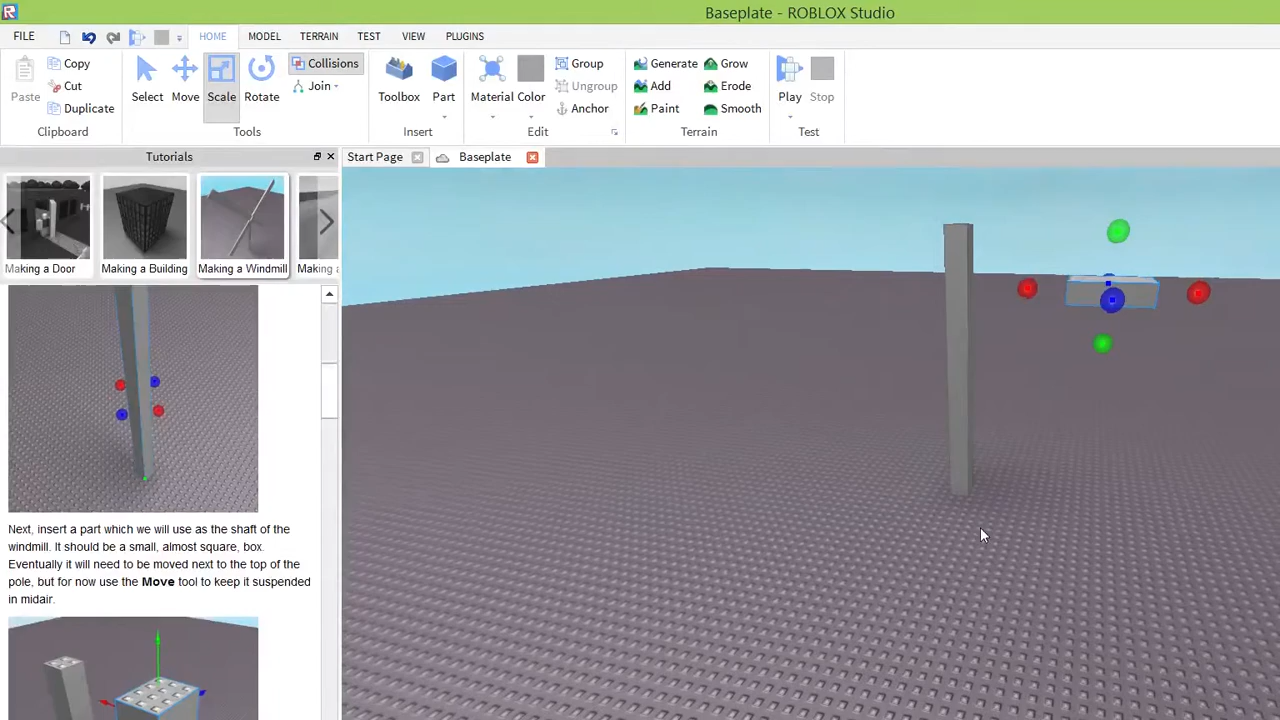 Baseplate - ROBLOX Studio
FILE HOME MODEL TERRAIN TEST VIEW PLUGINS
Paste Copy Cut Duplicate
Clipboard
Select Move Scale Rotate Collisions Join
Tools
Toolbox Part
Insert
Material Color Group Ungroup Anchor
Edit
Generate Grow
Add Erode
Paint Smooth
Terrain
Play Stop
Test
Tutorials
Start Page Baseplate
Making a Door Making a Building Making a Windmill Making a
Next, insert a part which we will use as the shaft of the
windmill. It should be a small, almost square, box.
Eventually it will need to be moved next to the top of the
pole, but for now use the Move tool to keep it suspended
in midair.